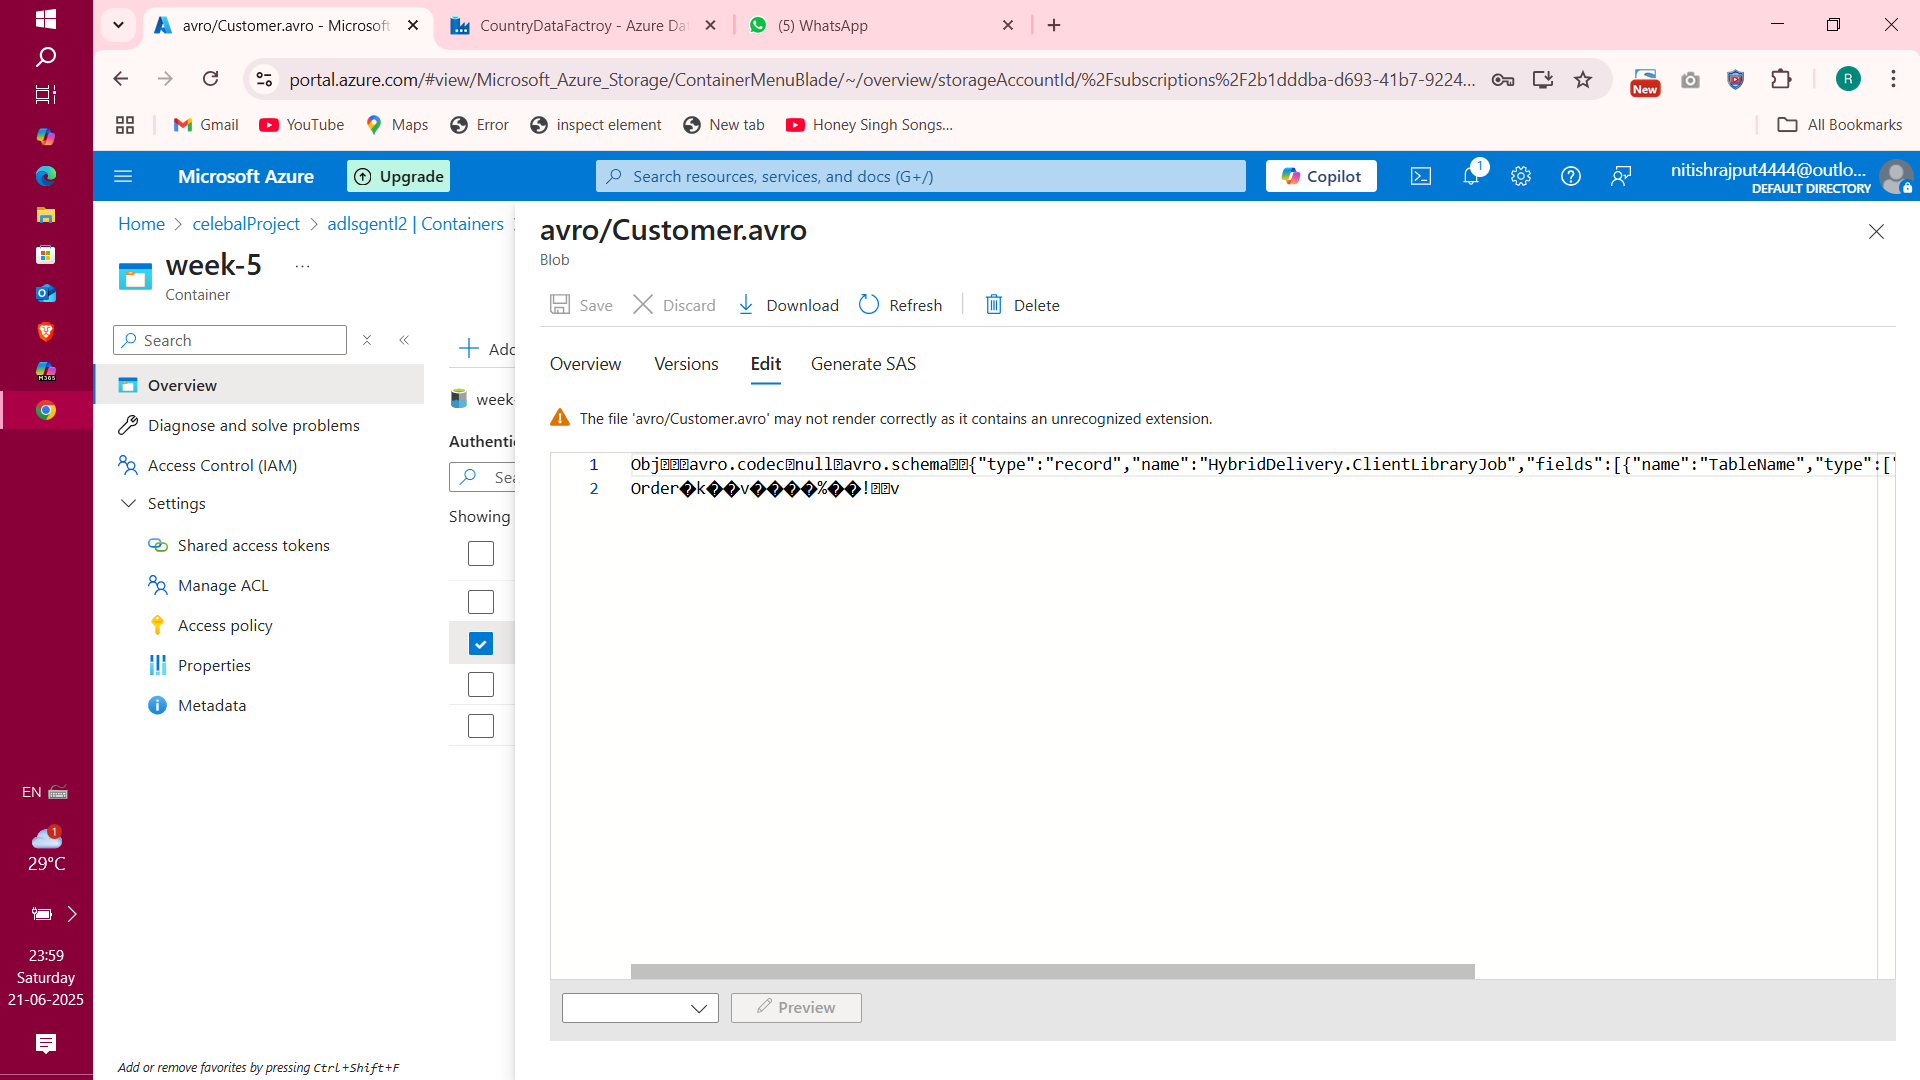 avro/Customer.avro - Microsoft
CountryDataFactroy - Azure Da
(5) WhatsApp
portal.azure.com/#view/Microsoft_Azure_Storage/ContainerMenuBlade/~/overview/storageAccountId/%2Fsubscriptions%2F2b1dddba-d693-41b7-9224...
New
R
Gmail
YouTube
Maps
Error
inspect element
New tab
Honey Singh Songs...
All Bookmarks
Microsoft Azure
Upgrade
Search resources, services, and docs (G+/)
Copilot
1
nitishrajput4444@outlo...
DEFAULT DIRECTORY
Home > celebalProject > adlsgentl2 | Containers >
week-5
...
Container
Search
Overview
Diagnose and solve problems
Access Control (IAM)
Settings
Shared access tokens
Manage ACL
Access policy
Properties
Metadata
Add or remove favorites by pressing Ctrl+Shift+F
Add
week-
Authenti
Sea
Showing
avro/Customer.avro
Blob
Save
Discard
Download
Refresh
Delete
Overview
Versions
Edit
Generate SAS
The file 'avro/Customer.avro' may not render correctly as it contains an unrecognized extension.
1 Obj␇␇␇avro.codec␇null␇avro.schema␇␇{"type":"record","name":"HybridDelivery.ClientLibraryJob","fields":[{"name":"TableName","type":["
2 Order�k��v����%��!␇␇v
Preview
M365
EN
1
29°C
23:59
Saturday
21-06-2025